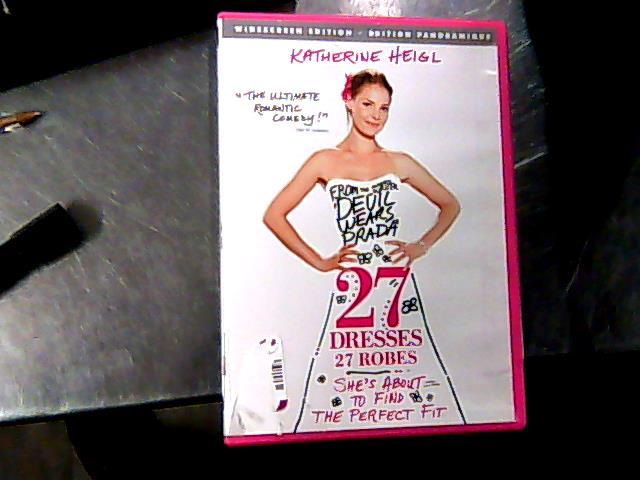 WIDESCREEN EDITION • ÉDITION PANORAMIQUE
KATHERINE HEIGL
"THE ULTIMATE
ROMANTIC
COMEDY!"
FROM THE
DEVIL
WEARS
PRADA
27
DRESSES
27 ROBES
SHE'S ABOUT
TO FIND
THE PERFECT FIT